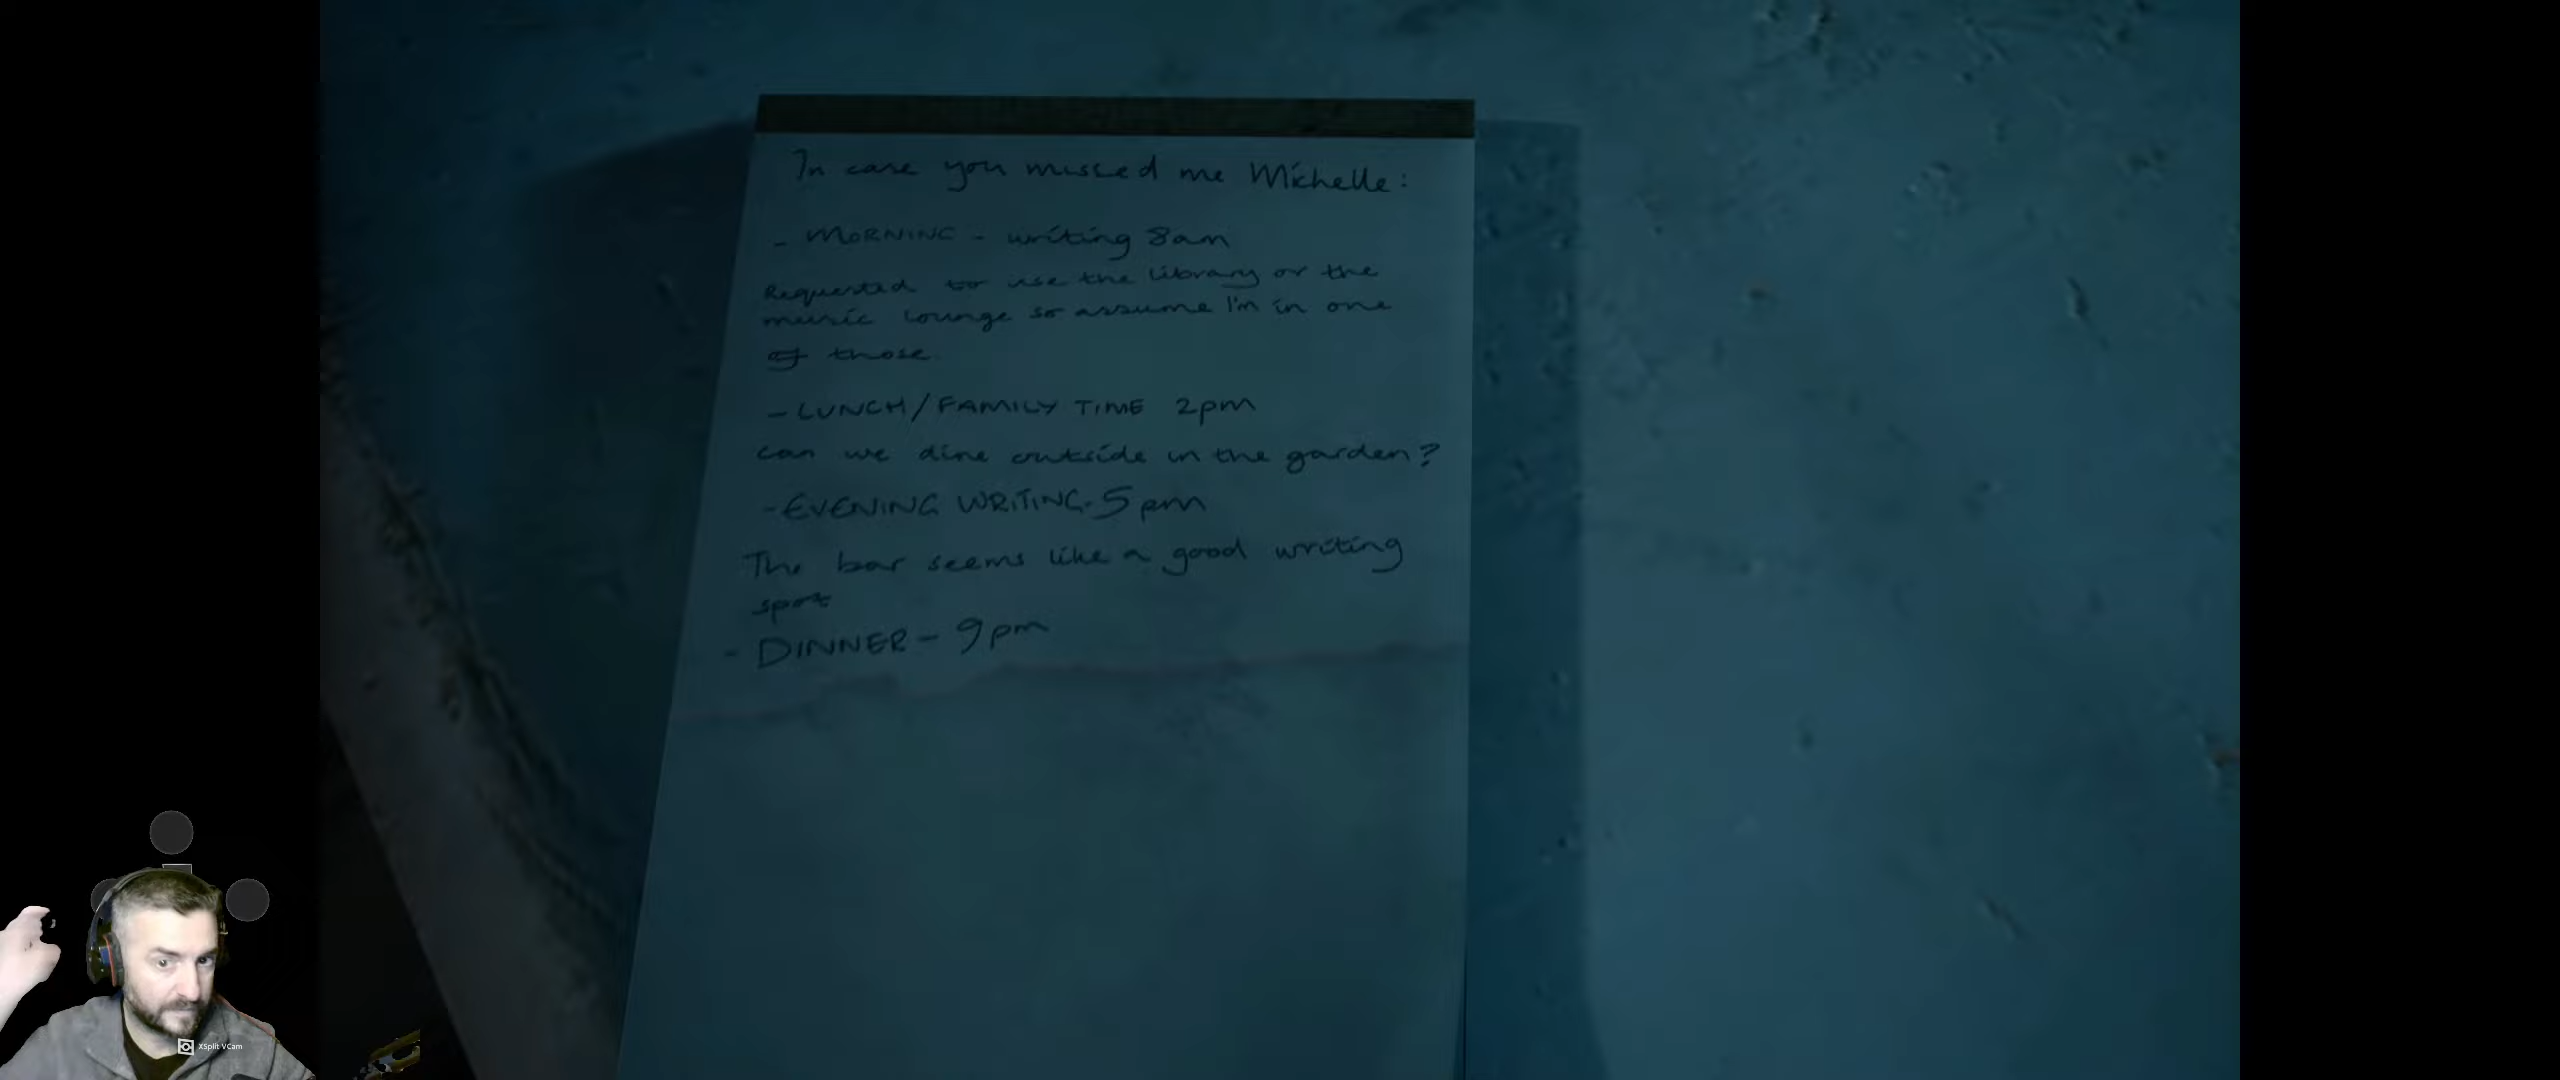 In case you missed me Michelle:
- MORNING - writing 8am
Requested to use the library or the
music lounge so assume I'm in one
of those.
- LUNCH/FAMILY TIME 2pm
can we dine outside in the garden?
- EVENING WRITING. 5pm
The bar seems like a good writing
spot
- DINNER - 9pm
XSplit VCam